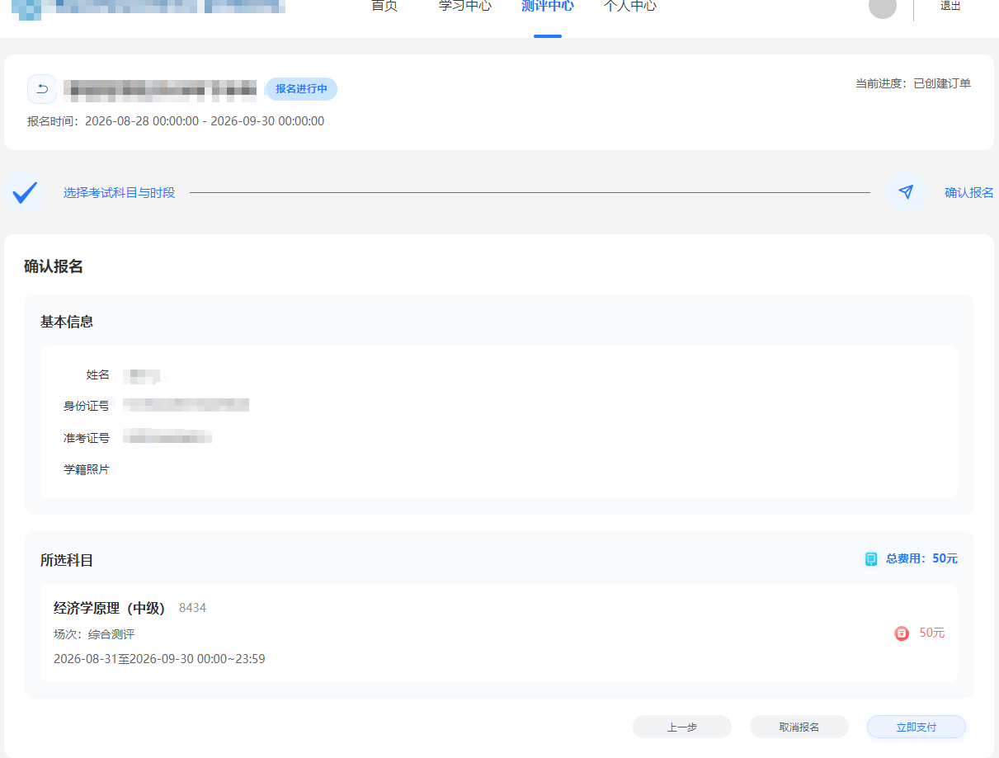 首页 学习中心 测评中心 个人中心 退出
报名进行中
当前进度：已创建订单
报名时间：2026-08-28 00:00:00 - 2026-09-30 00:00:00
选择考试科目与时段
确认报名
确认报名
基本信息
姓名
身份证号
准考证号
学籍照片
所选科目
总费用：50元
经济学原理（中级） 8434
场次：综合测评
50元
2026-08-31至2026-09-30 00:00~23:59
上一步 取消报名 立即支付